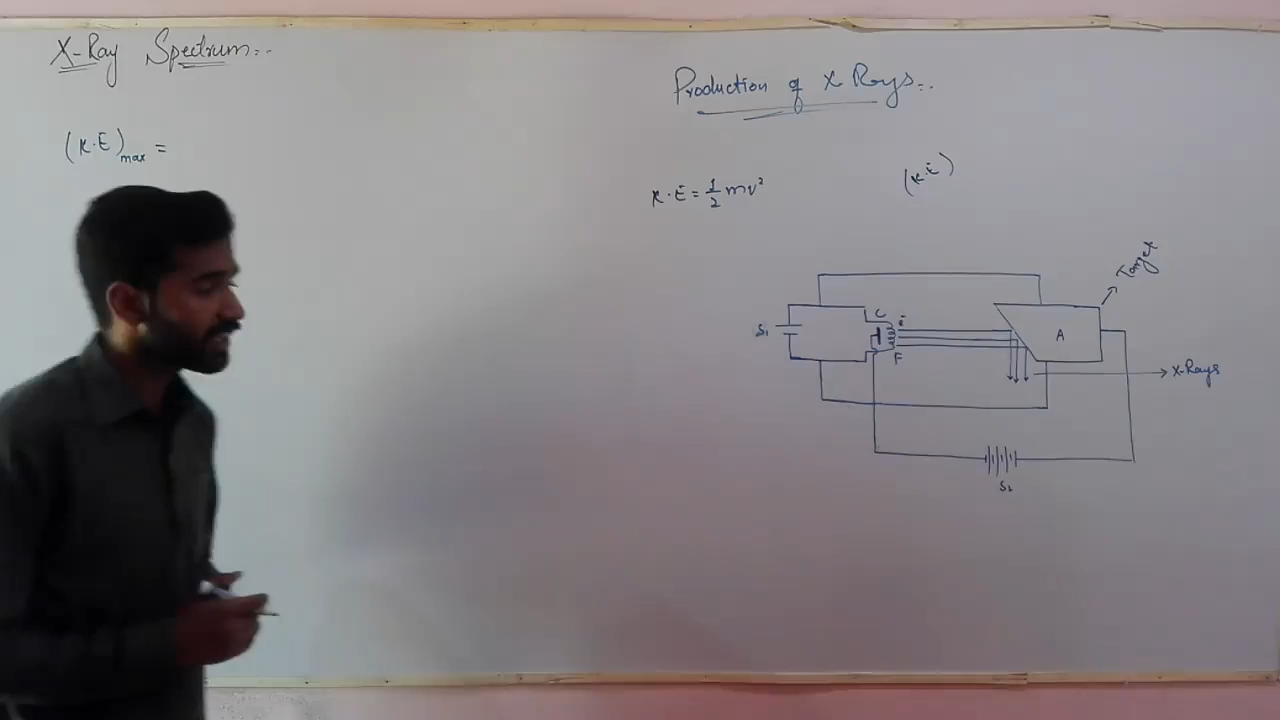 X-Ray Spectrum:-
(K.E)max =
Production of X Rays:-
K.E = 1/2 mv²
(K.E)
Target
S₁
C
e⁻
F
A
X-Rays
S₂